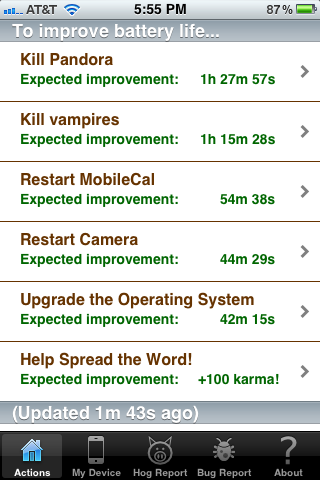 AT&T 5:55 PM 87%
To improve battery life...
Kill Pandora
Expected improvement: 1h 27m 57s
Kill vampires
Expected improvement: 1h 15m 28s
Restart MobileCal
Expected improvement: 54m 38s
Restart Camera
Expected improvement: 44m 29s
Upgrade the Operating System
Expected improvement: 42m 15s
Help Spread the Word!
Expected improvement: +100 karma!
(Updated 1m 43s ago)
Actions My Device Hog Report Bug Report About